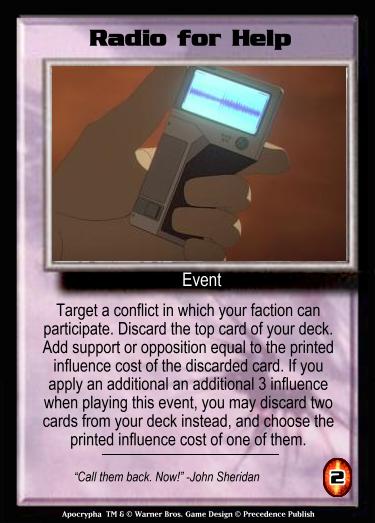 Radio for Help
Event
Target a conflict in which your faction can
participate. Discard the top card of your deck.
Add support or opposition equal to the printed
influence cost of the discarded card. If you
apply an additional an additional 3 influence
when playing this event, you may discard two
cards from your deck instead, and choose the
printed influence cost of one of them.
"Call them back. Now!" -John Sheridan
2
Apocrypha TM & © Warner Bros. Game Design © Precedence Publish